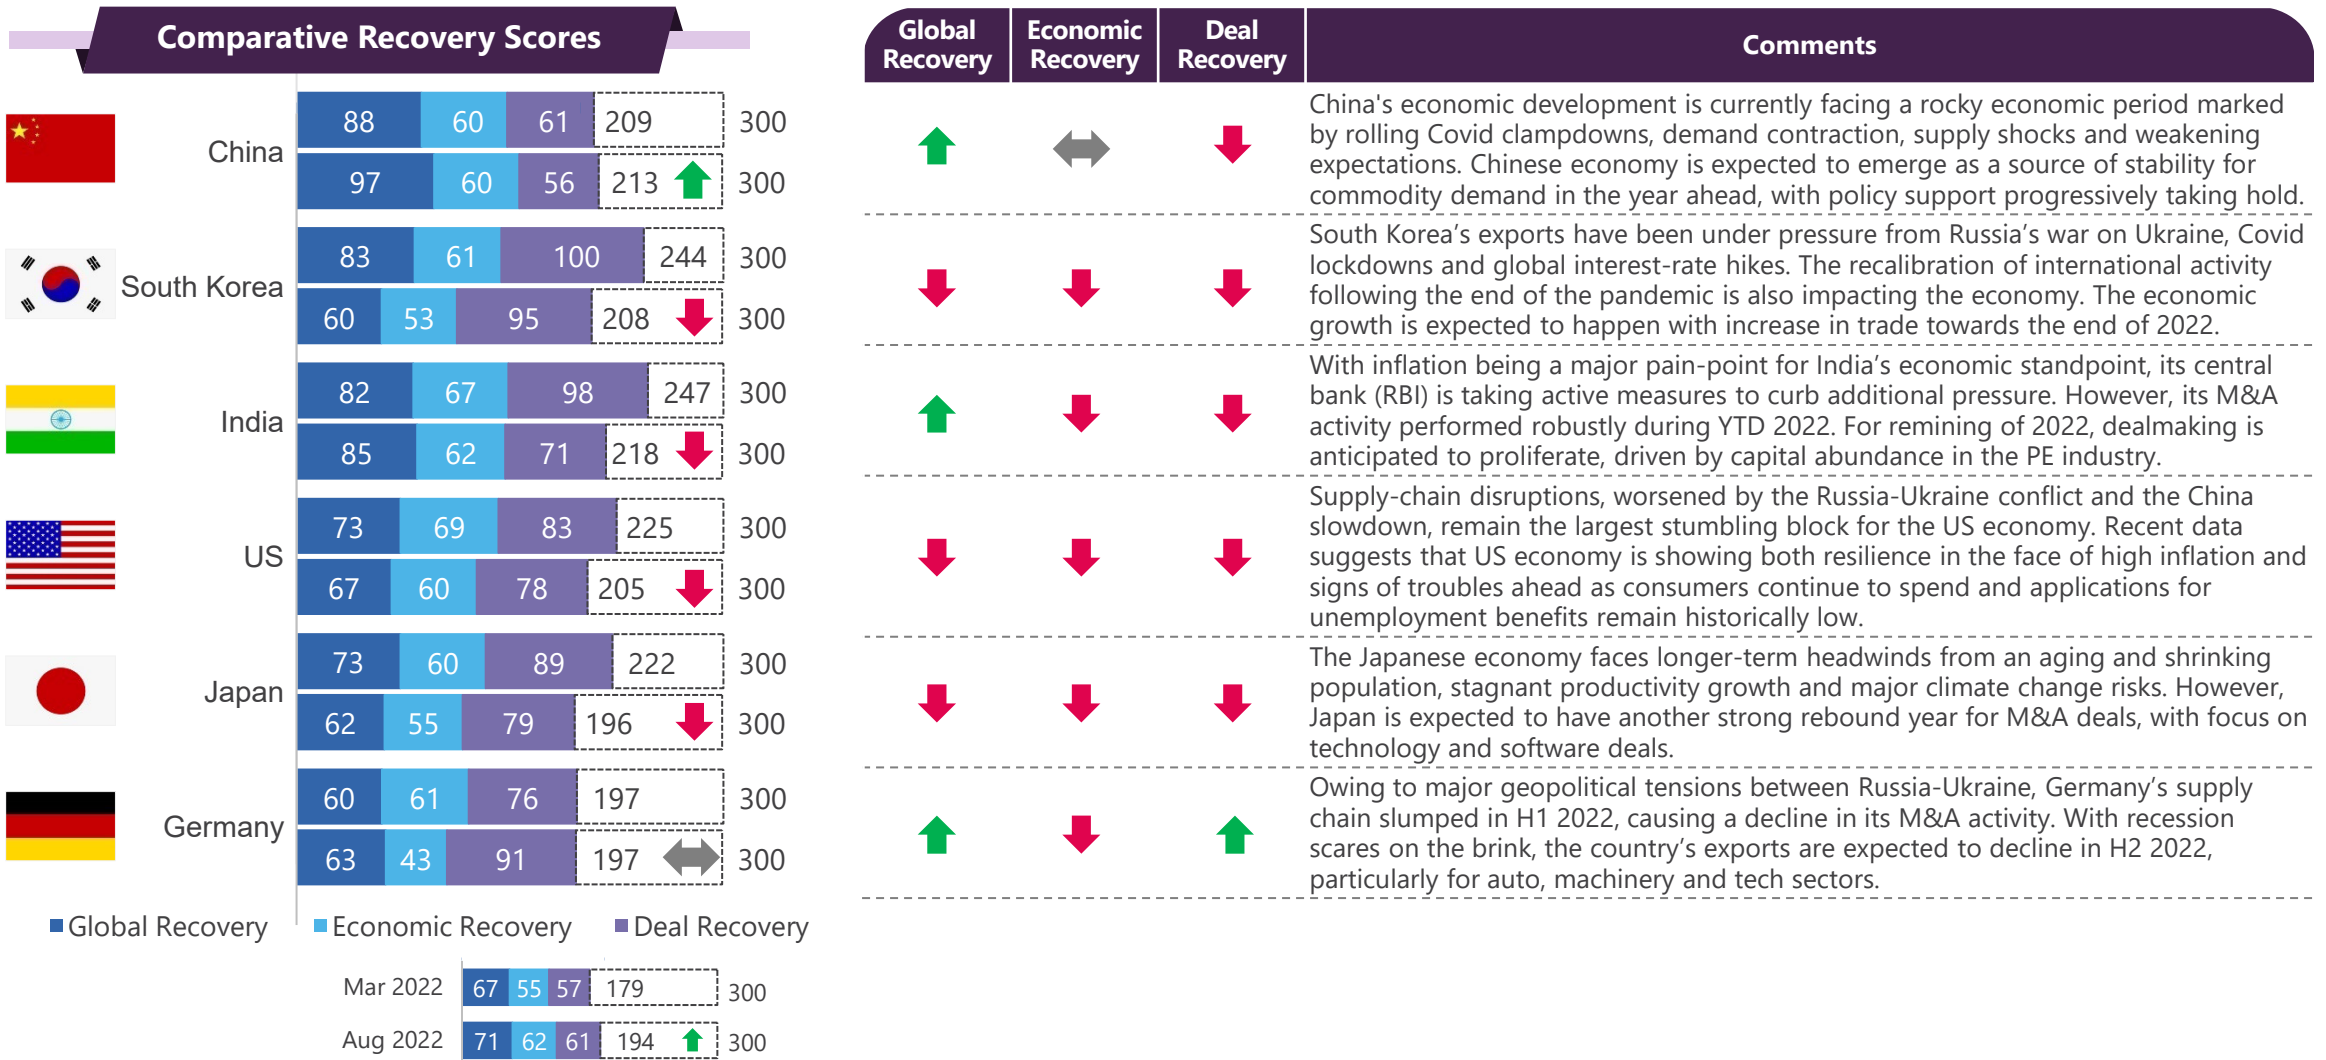 Comparative Recovery Scores
China
88 60 61 209 300
97 60 56 213 300
South Korea
83 61 100 244 300
60 53 95 208 300
India
82 67 98 247 300
85 62 71 218 300
US
73 69 83 225 300
67 60 78 205 300
Japan
73 60 89 222 300
62 55 79 196 300
Germany
60 61 76 197 300
63 43 91 197 300
Global Recovery Economic Recovery Deal Recovery
Mar 2022 67 55 57 179 300
Aug 2022 71 62 61 194 300
Global
Recovery
Economic
Recovery
Deal
Recovery
Comments
China's economic development is currently facing a rocky economic period marked
by rolling Covid clampdowns, demand contraction, supply shocks and weakening
expectations. Chinese economy is expected to emerge as a source of stability for
commodity demand in the year ahead, with policy support progressively taking hold.
South Korea’s exports have been under pressure from Russia’s war on Ukraine, Covid
lockdowns and global interest-rate hikes. The recalibration of international activity
following the end of the pandemic is also impacting the economy. The economic
growth is expected to happen with increase in trade towards the end of 2022.
With inflation being a major pain-point for India’s economic standpoint, its central
bank (RBI) is taking active measures to curb additional pressure. However, its M&A
activity performed robustly during YTD 2022. For remining of 2022, dealmaking is
anticipated to proliferate, driven by capital abundance in the PE industry.
Supply-chain disruptions, worsened by the Russia-Ukraine conflict and the China
slowdown, remain the largest stumbling block for the US economy. Recent data
suggests that US economy is showing both resilience in the face of high inflation and
signs of troubles ahead as consumers continue to spend and applications for
unemployment benefits remain historically low.
The Japanese economy faces longer-term headwinds from an aging and shrinking
population, stagnant productivity growth and major climate change risks. However,
Japan is expected to have another strong rebound year for M&A deals, with focus on
technology and software deals.
Owing to major geopolitical tensions between Russia-Ukraine, Germany’s supply
chain slumped in H1 2022, causing a decline in its M&A activity. With recession
scares on the brink, the country’s exports are expected to decline in H2 2022,
particularly for auto, machinery and tech sectors.